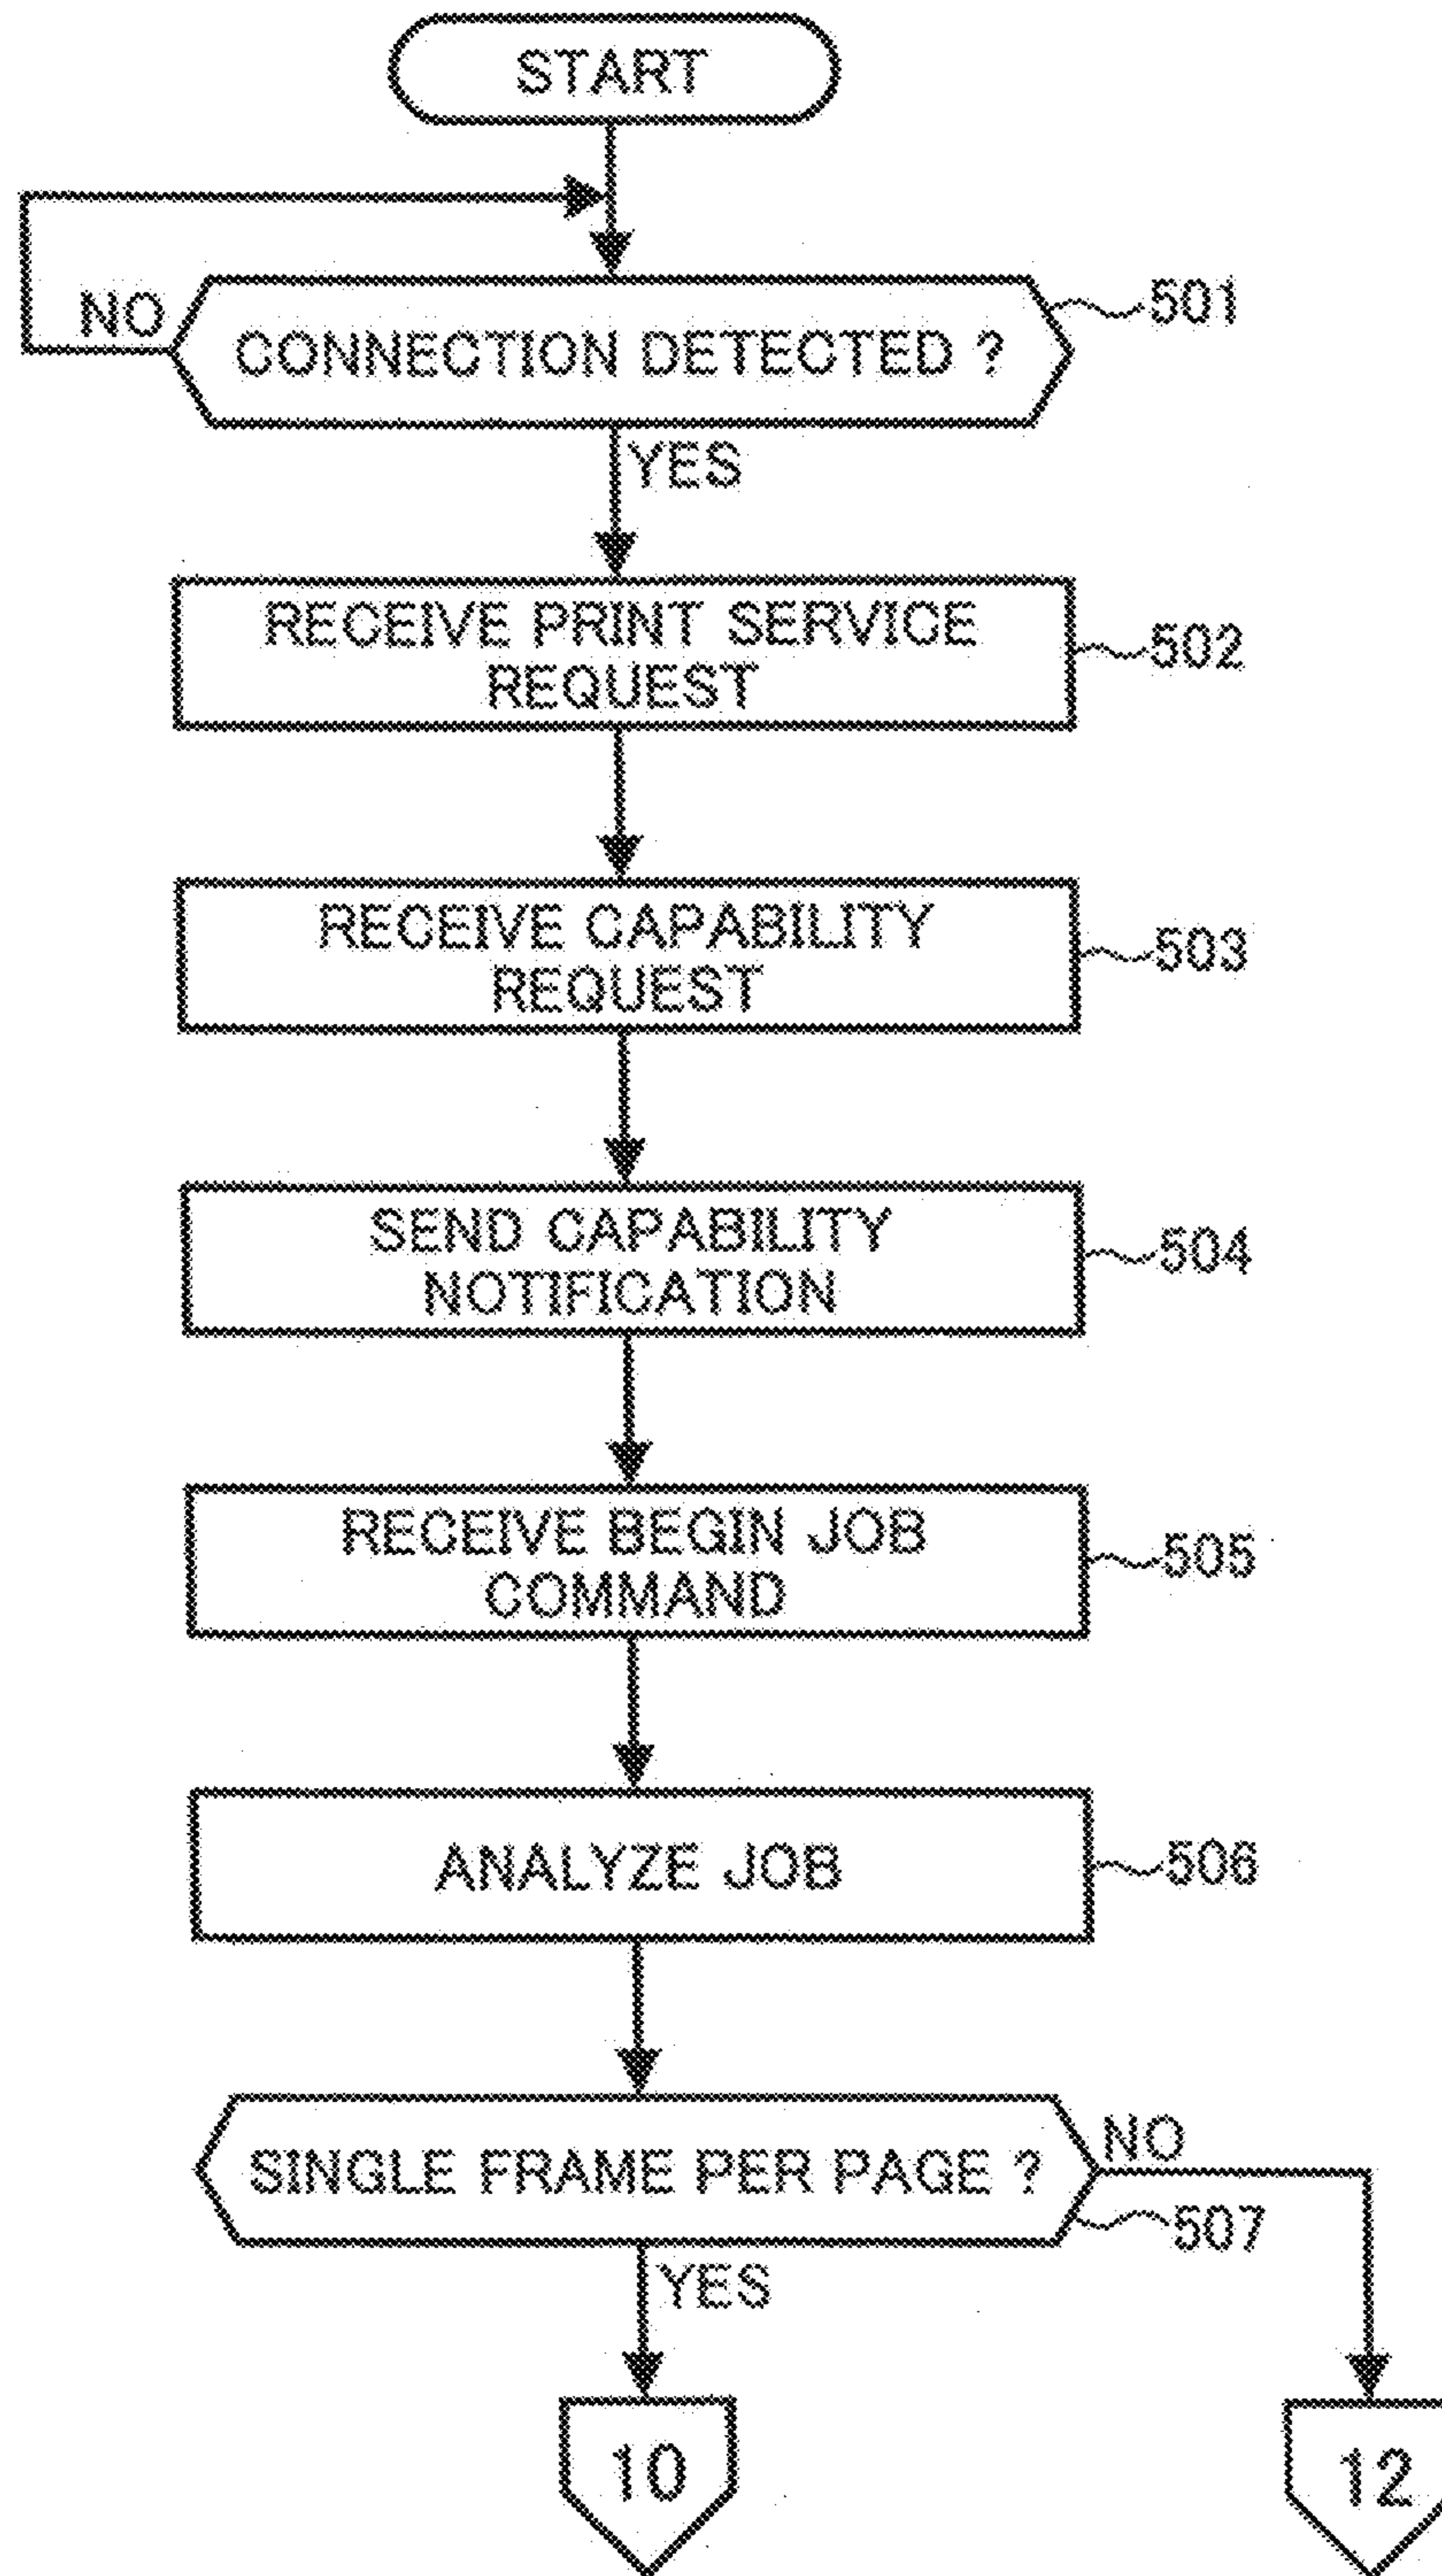 START
NO
CONNECTION DETECTED ?
501
YES
RECEIVE PRINT SERVICE
REQUEST
502
RECEIVE CAPABILITY
REQUEST
503
SEND CAPABILITY
NOTIFICATION
504
RECEIVE BEGIN JOB
COMMAND
505
ANALYZE JOB
506
SINGLE FRAME PER PAGE ?
NO
507
YES
10
12